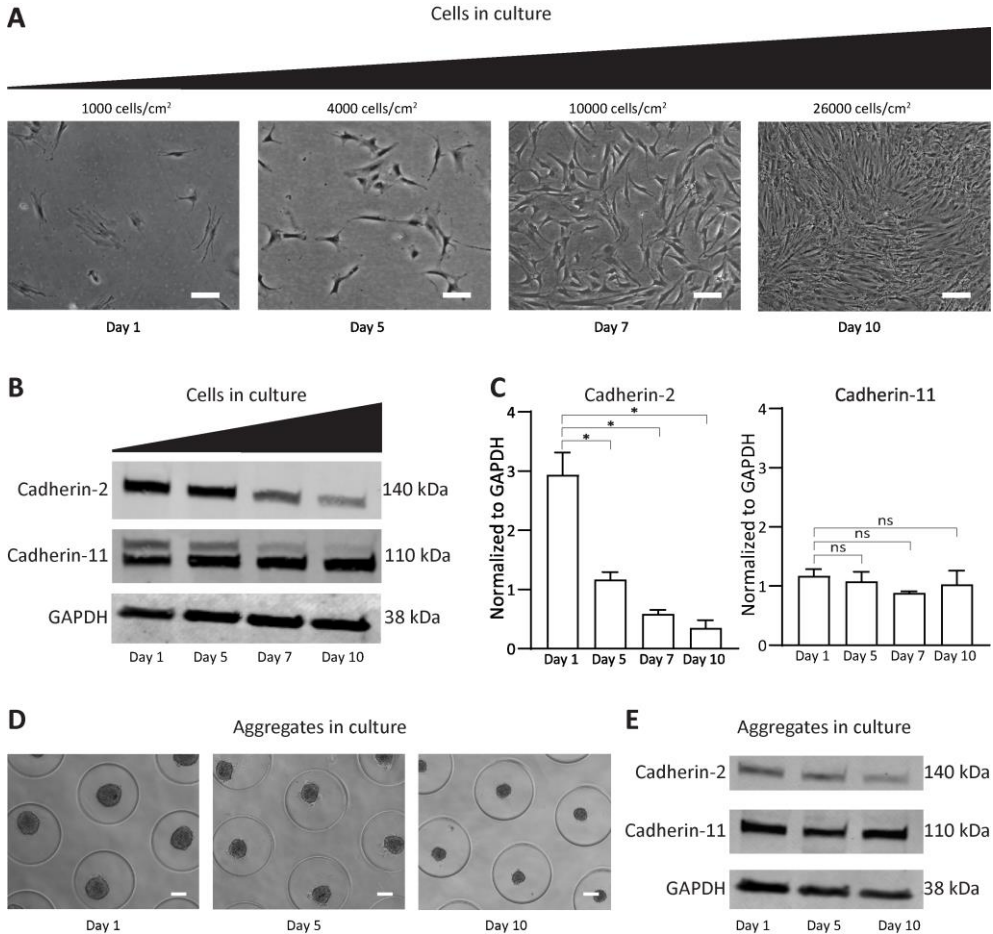 A
Cells in culture
1000 cells/cm²
4000 cells/cm²
10000 cells/cm²
26000 cells/cm²
Day 1
Day 5
Day 7
Day 10
B
Cells in culture
Cadherin-2
140 kDa
Cadherin-11
110 kDa
GAPDH
38 kDa
Day 1
Day 5
Day 7
Day 10
C
Cadherin-2
Normalized to GAPDH
4
3
2
1
0
*
*
*
Day 1
Day 5
Day 7
Day 10
Cadherin-11
Normalized to GAPDH
4
3
2
1
0
ns
ns
ns
Day 1
Day 5
Day 7
Day 10
D
Aggregates in culture
Day 1
Day 5
Day 10
E
Aggregates in culture
Cadherin-2
140 kDa
Cadherin-11
110 kDa
GAPDH
38 kDa
Day 1
Day 5
Day 10